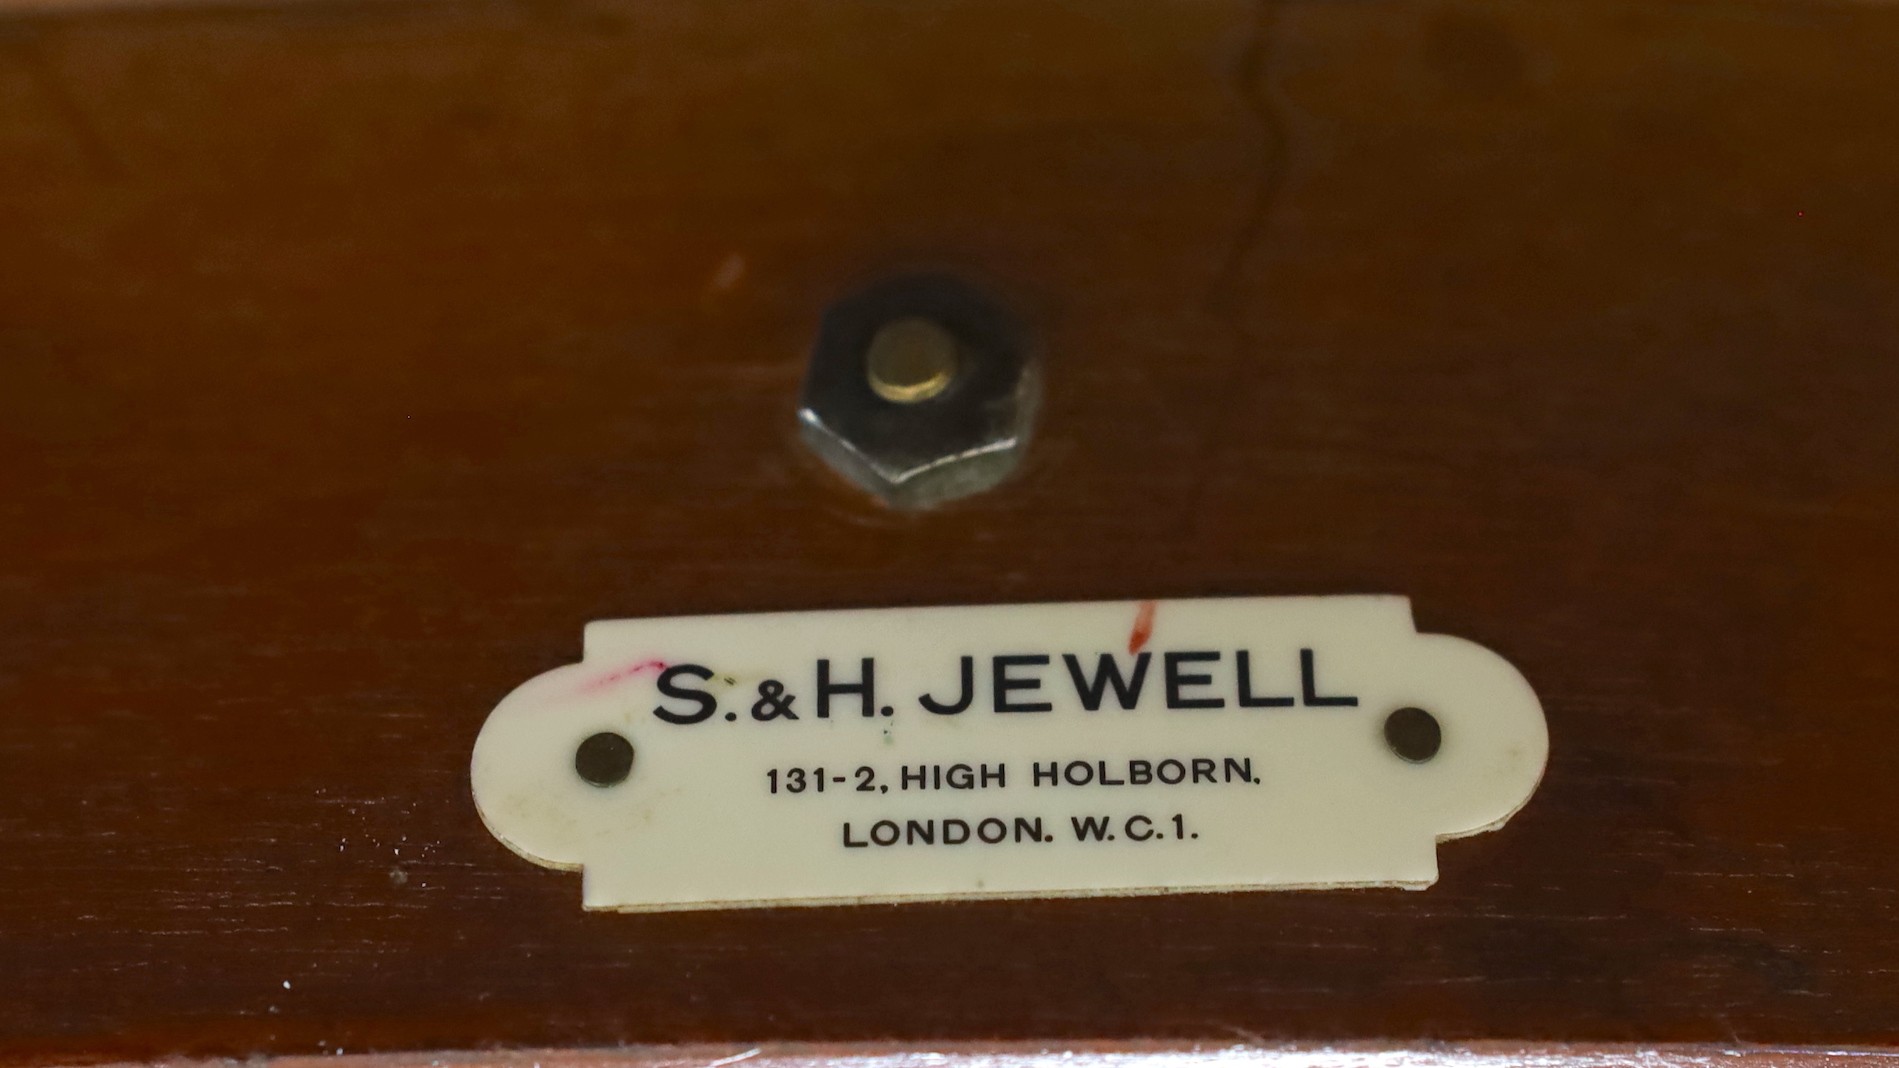 S. & H. JEWELL
131-2, HIGH HOLBORN,
LONDON. W.C.1.